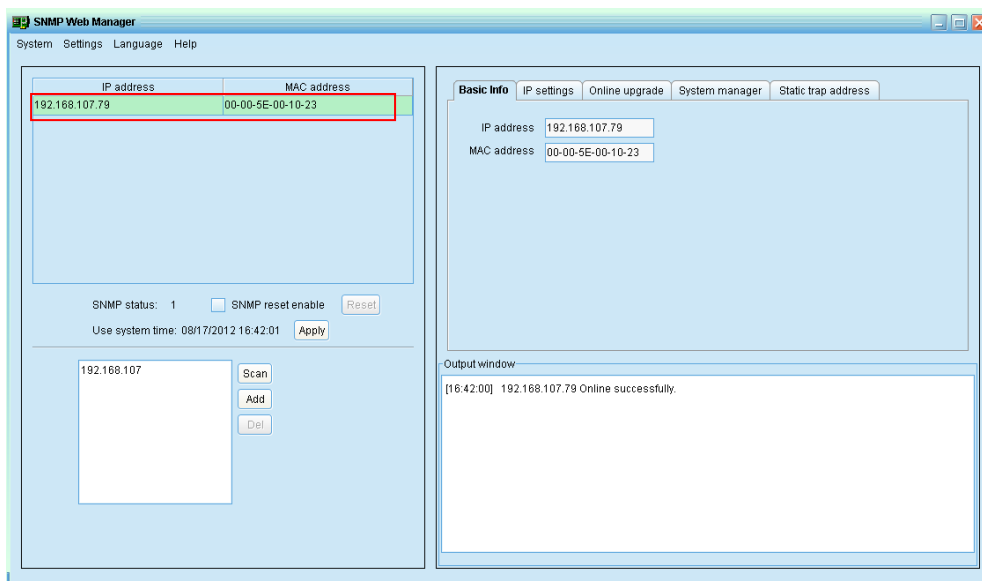 SNMP Web Manager
System Settings Language Help
IP address MAC address
192.168.107.79 00-00-5E-00-10-23
SNMP status: 1 SNMP reset enable Reset
Use system time: 08/17/2012 16:42:01 Apply
192.168.107
Scan
Add
Del
Basic Info IP settings Online upgrade System manager Static trap address
IP address 192.168.107.79
MAC address 00-00-5E-00-10-23
Output window
[16:42:00] 192.168.107.79 Online successfully.